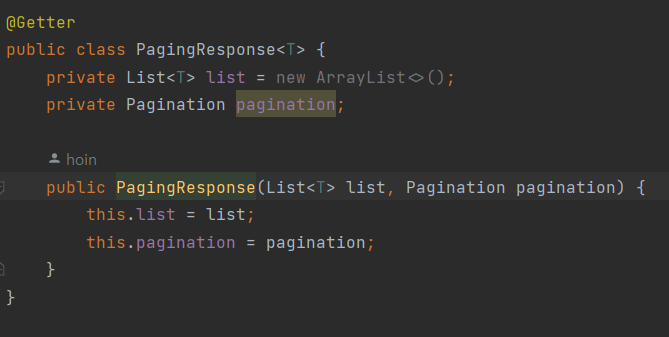 @Getter
public class PagingResponse<T> {
    private List<T> list = new ArrayList<>();
    private Pagination pagination;
hoin
    public PagingResponse(List<T> list, Pagination pagination) {
        this.list = list;
        this.pagination = pagination;
    }
}